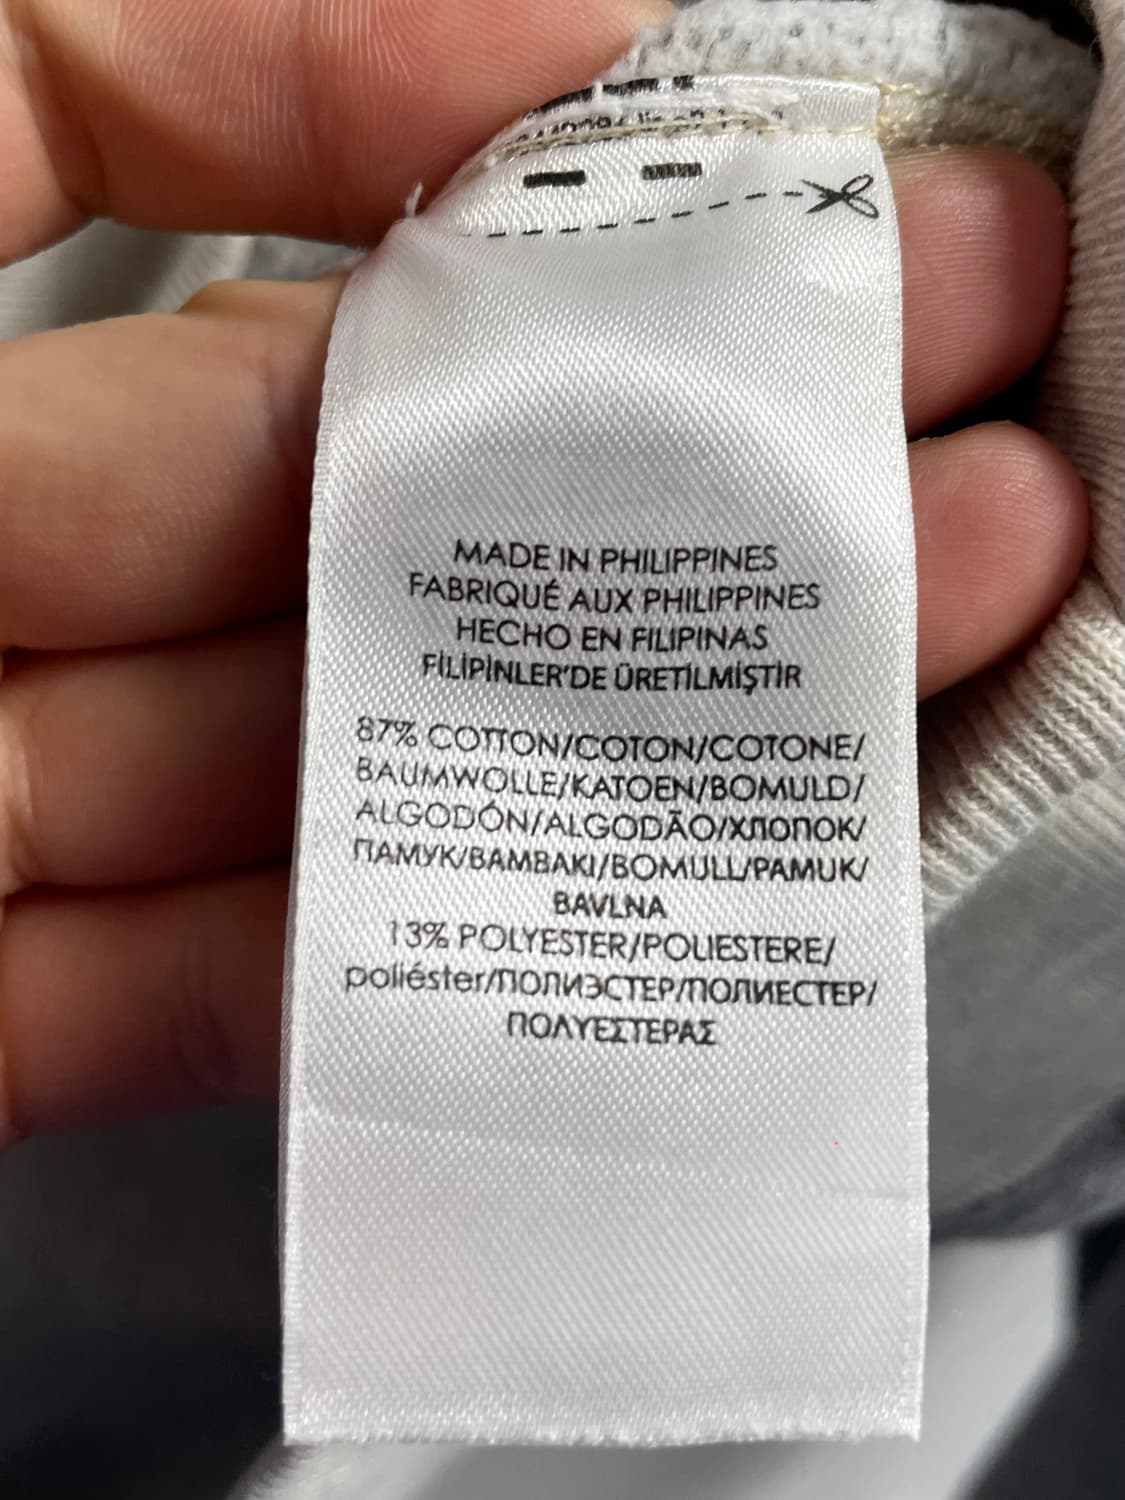 MADE IN PHILIPPINES
FABRIQUÉ AUX PHILIPPINES
HECHO EN FILIPINAS
FİLİPİNLER'DE ÜRETİLMİŞTİR
87% COTTON/COTON/COTONE/
BAUMWOLLE/KATOEN/BOMULD/
ALGODÓN/ALGODÃO/ХЛОПОК/
ПАМУК/ΒΑΜΒΑΚΙ/BOMULL/PAMUK/
BAVLNA
13% POLYESTER/POLIESTERE/
poliéster/ПОЛИЭСТЕР/ПОЛИЕСТЕР/
ΠΟΛΥΕΣΤΕΡΑΣ